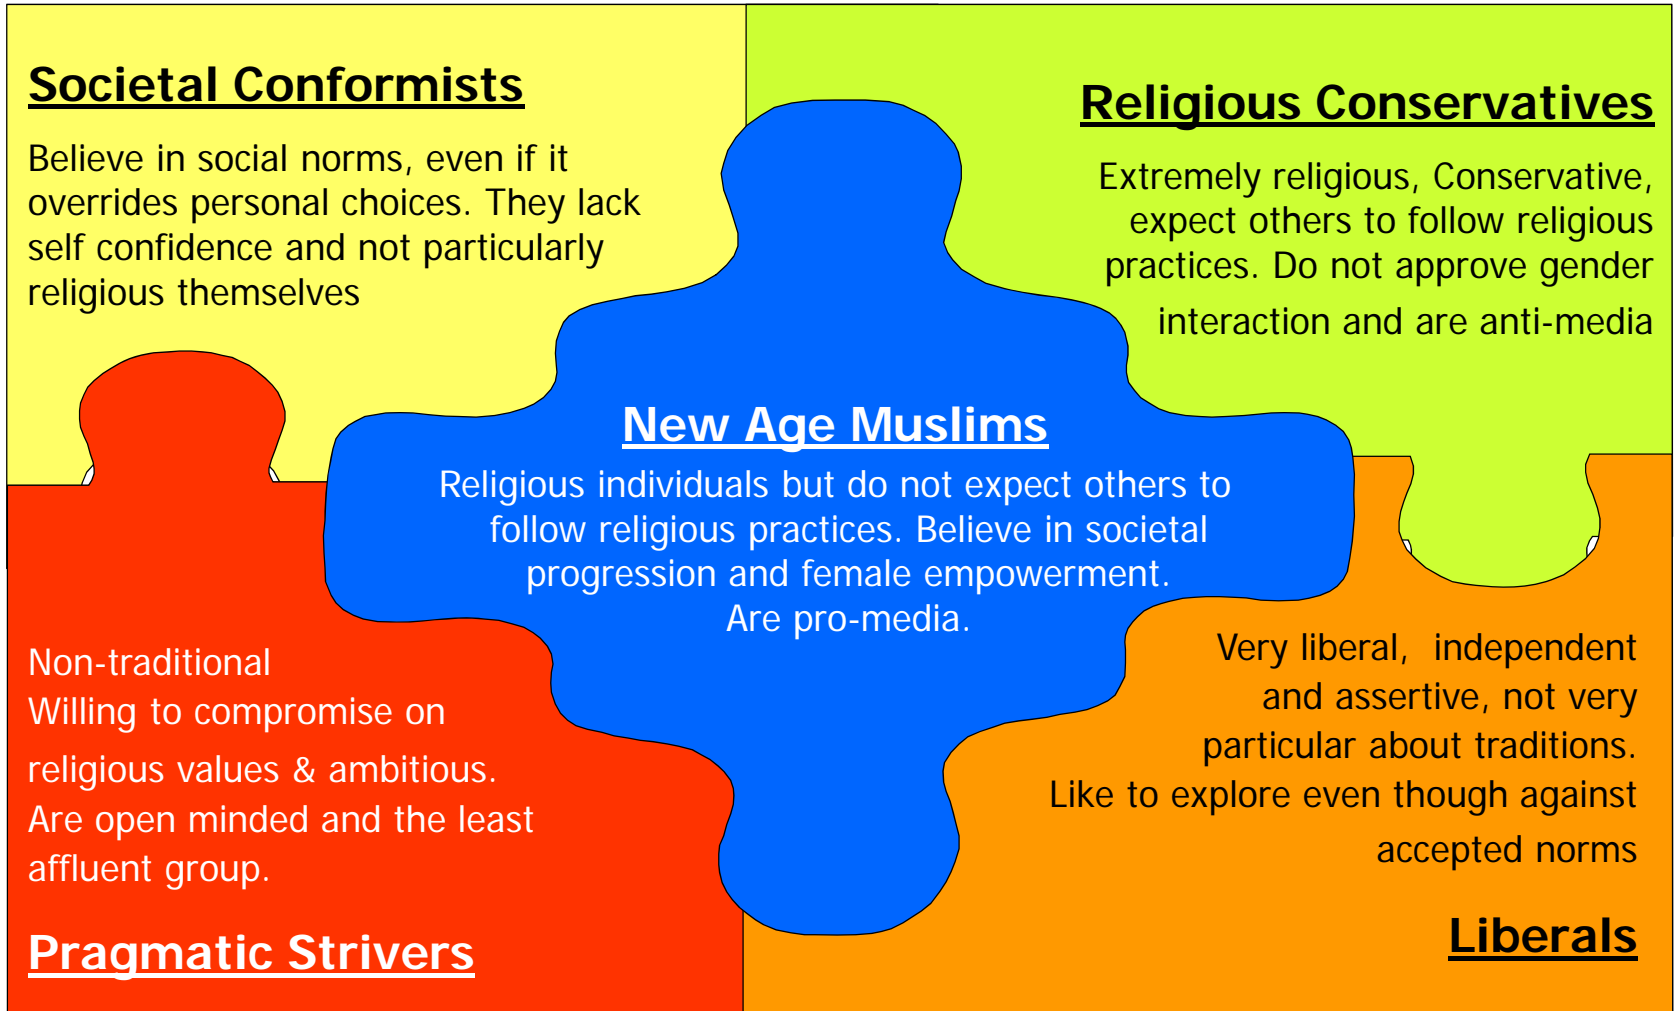 Societal Conformists
Believe in social norms, even if it
overrides personal choices. They lack
self confidence and not particularly
religious themselves
Religious Conservatives
Extremely religious, Conservative,
expect others to follow religious
practices. Do not approve gender
interaction and are anti-media
New Age Muslims
Religious individuals but do not expect others to
follow religious practices. Believe in societal
progression and female empowerment.
Are pro-media.
Non-traditional
Willing to compromise on
religious values & ambitious.
Are open minded and the least
affluent group.
Pragmatic Strivers
Very liberal, independent
and assertive, not very
particular about traditions.
Like to explore even though against
accepted norms
Liberals